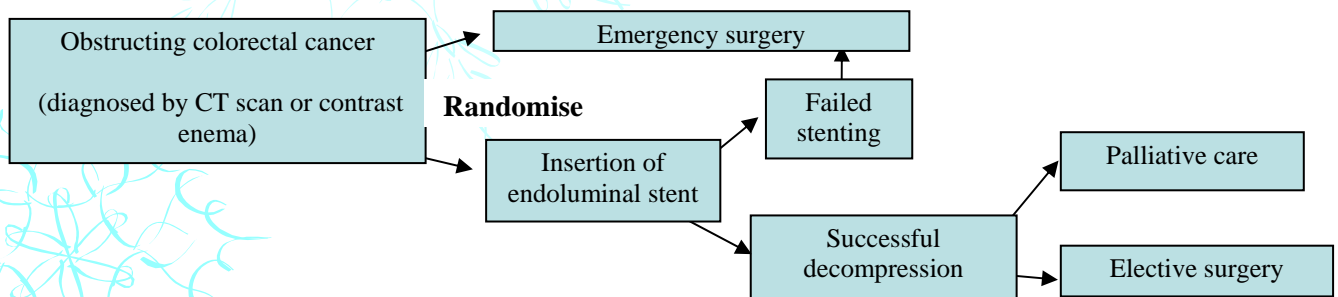 Obstructing colorectal cancer
(diagnosed by CT scan or contrast
enema)
Randomise
Emergency surgery
Failed
stenting
Insertion of
endoluminal stent
Successful
decompression
Palliative care
Elective surgery